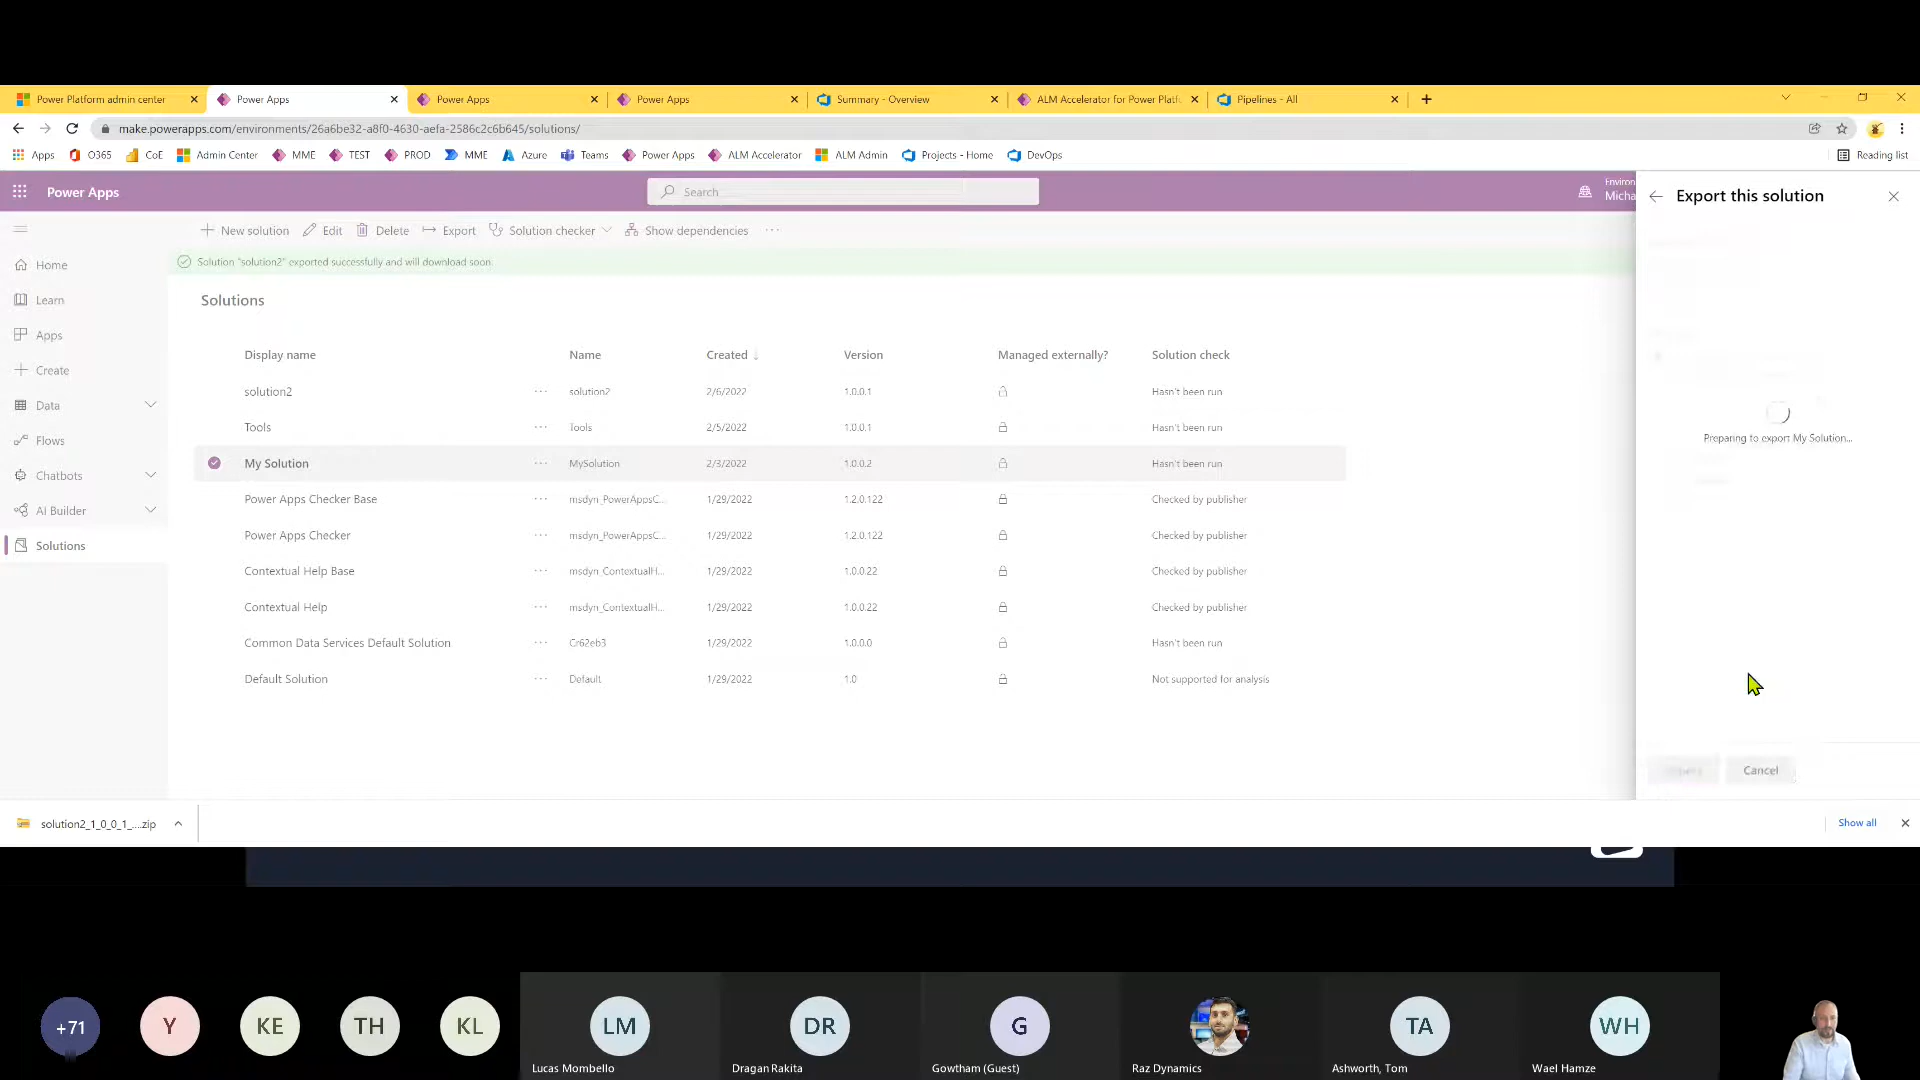 Power Platform admin center
Power Apps
Power Apps
Power Apps
Summary - Overview
ALM Accelerator for Power Platf
Pipelines - All
make.powerapps.com/environments/26a6be32-a8f0-4630-aefa-2586c2c6b645/solutions/
Apps
O365
CoE
Admin Center
MME
TEST
PROD
MME
Azure
Teams
Power Apps
ALM Accelerator
ALM Admin
Projects - Home
DevOps
Reading list
Power Apps
Search
Environ
Micha
Export this solution
New solution
Edit
Delete
Export
Solution checker
Show dependencies
Solution "solution2" exported successfully and will download soon.
Home
Learn
Apps
Create
Data
Flows
Chatbots
AI Builder
Solutions
Solutions
Display name Name Created Version Managed externally? Solution check
solution2 solution2 2/6/2022 1.0.0.1 Hasn't been run
Tools Tools 2/5/2022 1.0.0.1 Hasn't been run
My Solution MySolution 2/3/2022 1.0.0.2 Hasn't been run
Power Apps Checker Base msdyn_PowerAppsC... 1/29/2022 1.2.0.122 Checked by publisher
Power Apps Checker msdyn_PowerAppsC... 1/29/2022 1.2.0.122 Checked by publisher
Contextual Help Base msdyn_ContextualH... 1/29/2022 1.0.0.22 Checked by publisher
Contextual Help msdyn_ContextualH... 1/29/2022 1.0.0.22 Checked by publisher
Common Data Services Default Solution Cr62eb3 1/29/2022 1.0.0.0 Hasn't been run
Default Solution Default 1/29/2022 1.0 Not supported for analysis
Preparing to export My Solution...
Cancel
solution2_1_0_0_1_....zip
Show all
+71
Y
KE
TH
KL
LM
DR
G
TA
WH
Lucas Mombello
Dragan Rakita
Gowtham (Guest)
Raz Dynamics
Ashworth, Tom
Wael Hamze